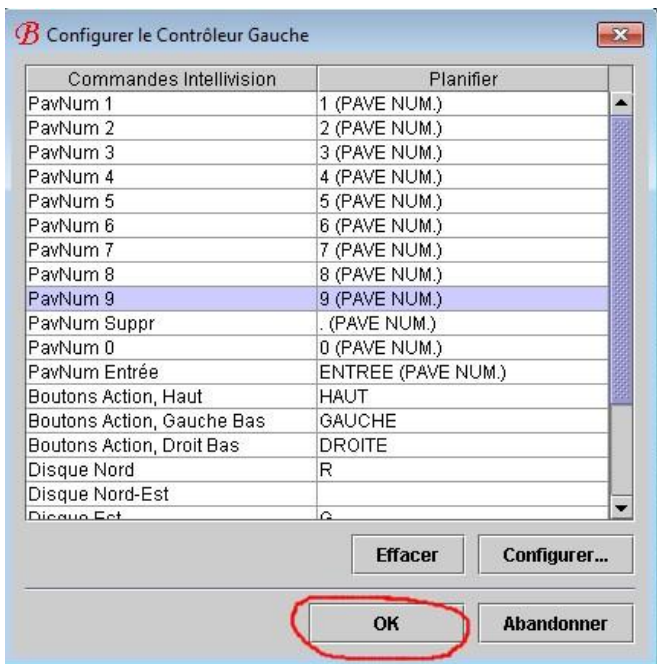 B Configurer le Contrôleur Gauche
Commandes Intellivision Planifier
PavNum 1 1 (PAVE NUM.)
PavNum 2 2 (PAVE NUM.)
PavNum 3 3 (PAVE NUM.)
PavNum 4 4 (PAVE NUM.)
PavNum 5 5 (PAVE NUM.)
PavNum 6 6 (PAVE NUM.)
PavNum 7 7 (PAVE NUM.)
PavNum 8 8 (PAVE NUM.)
PavNum 9 9 (PAVE NUM.)
PavNum Suppr . (PAVE NUM.)
PavNum 0 0 (PAVE NUM.)
PavNum Entrée ENTREE (PAVE NUM.)
Boutons Action, Haut HAUT
Boutons Action, Gauche Bas GAUCHE
Boutons Action, Droit Bas DROITE
Disque Nord R
Disque Nord-Est
Disque Est G
Effacer Configurer...
OK Abandonner